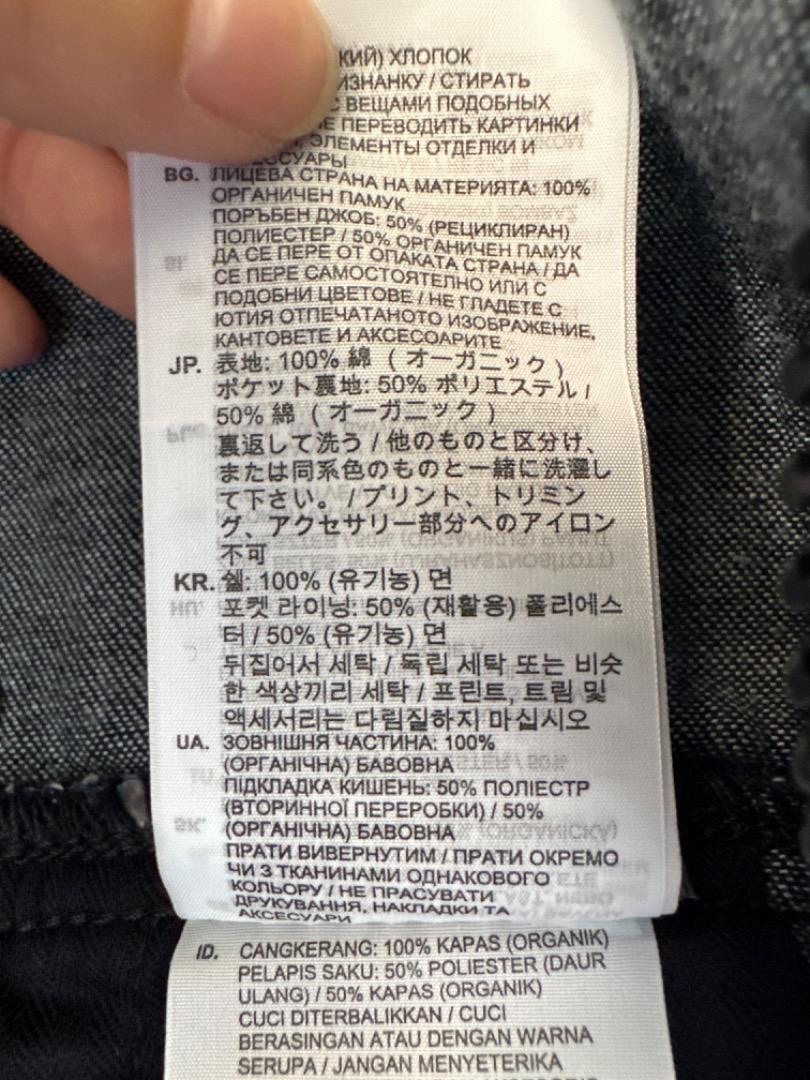 КИЙ) ХЛОПОК
ИЗНАНКУ / СТИРАТЬ
С ВЕЩАМИ ПОДОБНЫХ
НЕ ПЕРЕВОДИТЬ КАРТИНКИ
ЭЛЕМЕНТЫ ОТДЕЛКИ И
ССУАРЫ
BG. ЛИЦЕВА СТРАНА НА МАТЕРИЯТА: 100%
ОРГАНИЧЕН ПАМУК
ПОРЪБЕН ДЖОБ: 50% (РЕЦИКЛИРАН)
ПОЛИЕСТЕР / 50% ОРГАНИЧЕН ПАМУК
ДА СЕ ПЕРЕ ОТ ОПАКАТА СТРАНА / ДА
СЕ ПЕРЕ САМОСТОЯТЕЛНО ИЛИ С
ПОДОБНИ ЦВЕТОВЕ / НЕ ГЛАДЕТЕ С
ЮТИЯ ОТПЕЧАТАНОТО ИЗОБРАЖЕНИЕ,
КАНТОВЕТЕ И АКСЕСОАРИТЕ
JP. 表地: 100% 綿 ( オーガニック )
ポケット裏地: 50% ポリエステル /
50% 綿 ( オーガニック )
裏返して洗う / 他のものと区分け、
または同系色のものと一緒に洗濯し
て下さい。 / プリント、トリミン
グ、アクセサリー部分へのアイロン
不可
KR. 쉘: 100% (유기농) 면
포켓 라이닝: 50% (재활용) 폴리에스
터 / 50% (유기농) 면
뒤집어서 세탁 / 독립 세탁 또는 비슷
한 색상끼리 세탁 / 프린트, 트림 및
액세서리는 다림질하지 마십시오
UA. ЗОВНІШНЯ ЧАСТИНА: 100%
(ОРГАНІЧНА) БАВОВНА
ПІДКЛАДКА КИШЕНЬ: 50% ПОЛІЕСТР
(ВТОРИННОЇ ПЕРЕРОБКИ) / 50%
(ОРГАНІЧНА) БАВОВНА
ПРАТИ ВИВЕРНУТИМ / ПРАТИ ОКРЕМО
ЧИ З ТКАНИНАМИ ОДНАКОВОГО
КОЛЬОРУ / НЕ ПРАСУВАТИ
ДРУКУВАННЯ, НАКЛАДКИ ТА
АКСЕСУАРИ
ID. CANGKERANG: 100% KAPAS (ORGANIK)
PELAPIS SAKU: 50% POLIESTER (DAUR
ULANG) / 50% KAPAS (ORGANIK)
CUCI DITERBALIKKAN / CUCI
BERASINGAN ATAU DENGAN WARNA
SERUPA / JANGAN MENYETERIKA